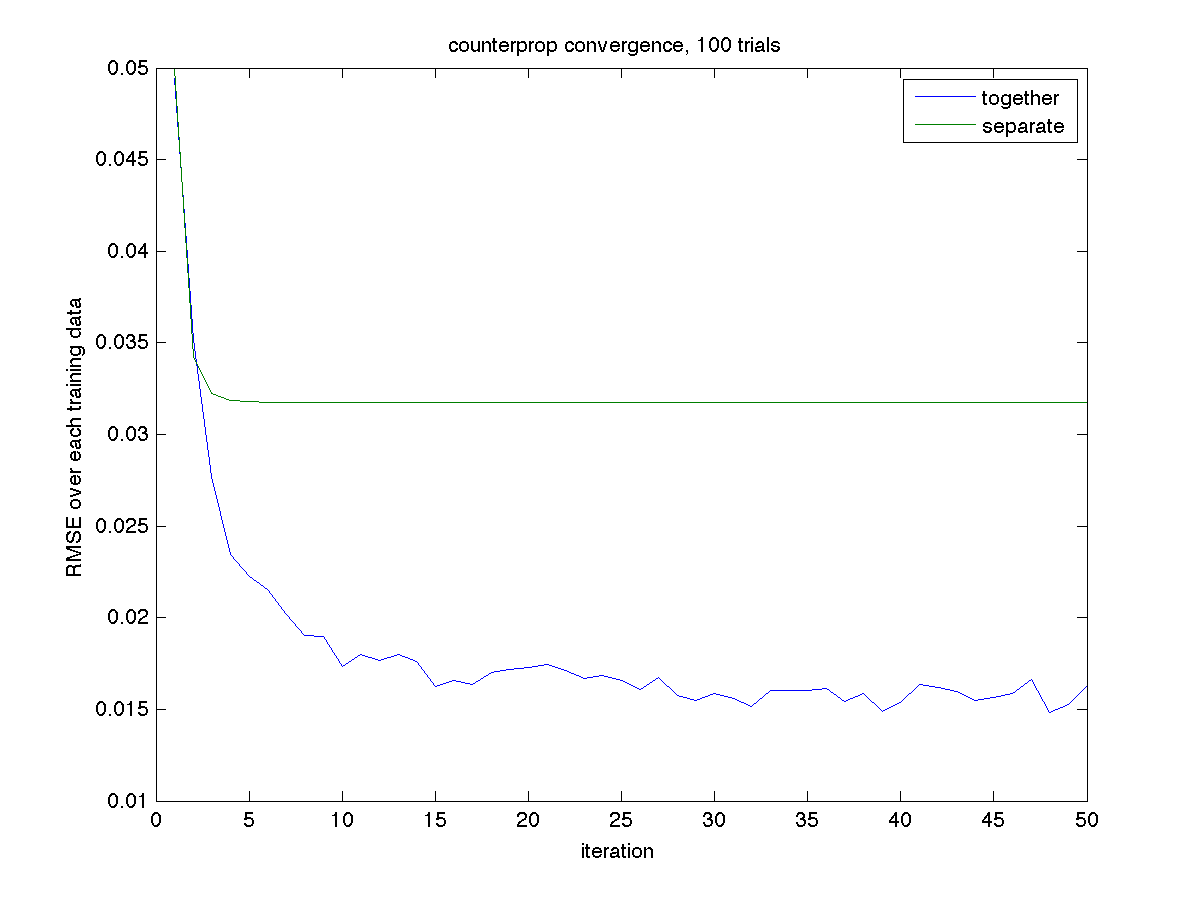 counterprop convergence, 100 trials
together
separate
RMSE over each training data
0.05
0.045
0.04
0.035
0.03
0.025
0.02
0.015
0.01
0 5 10 15 20 25 30 35 40 45 50
iteration